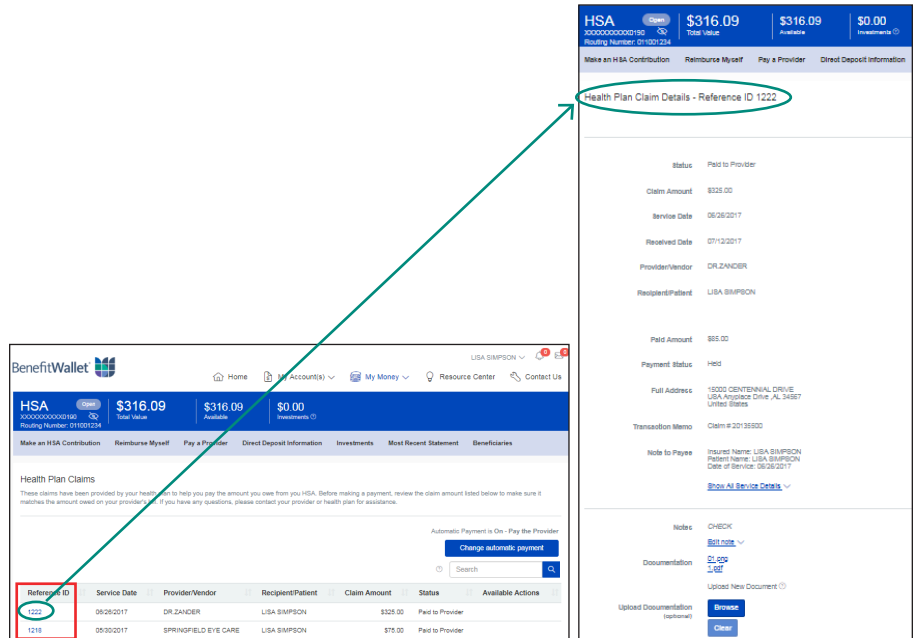 HSA Open $316.09 $316.09 $0.00
XXXXXXXXXX0190 Total Value Available Investments
Routing Number: 011001234
Make an HSA Contribution Reimburse Myself Pay a Provider Direct Deposit Information
Health Plan Claim Details - Reference ID 1222
Status Paid to Provider
Claim Amount $325.00
Service Date 06/26/2017
Received Date 07/12/2017
Provider/Vendor DR.ZANDER
Recipient/Patient LISA SIMPSON
Paid Amount $85.00
Payment Status Held
Full Address 15000 CENTENNIAL DRIVE
USA Anyplace Drive ,AL 34567
United States
Transaction Memo Claim # 20135500
Note to Payee Insured Name: LISA SIMPSON
Patient Name: LISA SIMPSON
Date of Service: 06/26/2017
Show All Service Details
Notes CHECK
Edit note
Documentation 01.png
1.pdf
Upload New Document
Upload Documentation Browse
(optional)
Clear
LISA SIMPSON 0 0
BenefitWallet
Home My Account(s) My Money Resource Center Contact Us
HSA Open $316.09 $316.09 $0.00
XXXXXXXXXX0190 Total Value Available Investments
Routing Number: 011001234
Make an HSA Contribution Reimburse Myself Pay a Provider Direct Deposit Information Investments Most Recent Statement Beneficiaries
Health Plan Claims
These claims have been provided by your health plan to help you pay the amount you owe from you HSA. Before making a payment, review the claim amount listed below to make sure it
matches the amount owed on your provider's bill. If you have any questions, please contact your provider or health plan for assistance.
Automatic Payment is On - Pay the Provider
Change automatic payment
Search
Reference ID Service Date Provider/Vendor Recipient/Patient Claim Amount Status Available Actions
1222 06/26/2017 DR.ZANDER LISA SIMPSON $325.00 Paid to Provider
1218 05/30/2017 SPRINGFIELD EYE CARE LISA SIMPSON $75.00 Paid to Provider